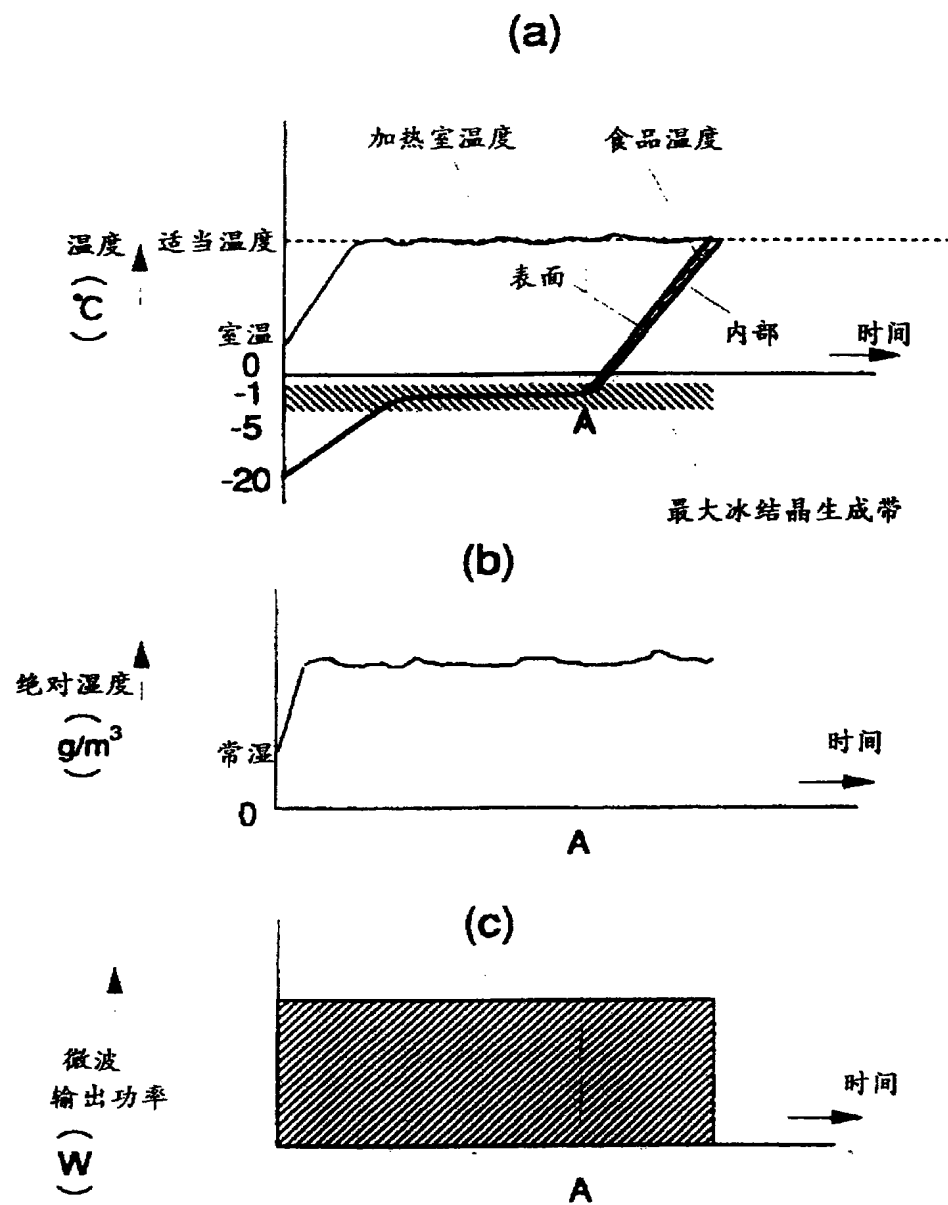 (a)
加热室温度 食品温度
温度 适当温度
(℃)
表面
内部
时间
室温
0
-1
-5
A
-20
最大冰结晶生成带
(b)
绝对湿度
(g/m³)
常湿
时间
0
A
(c)
微波
输出功率
(W)
时间
A